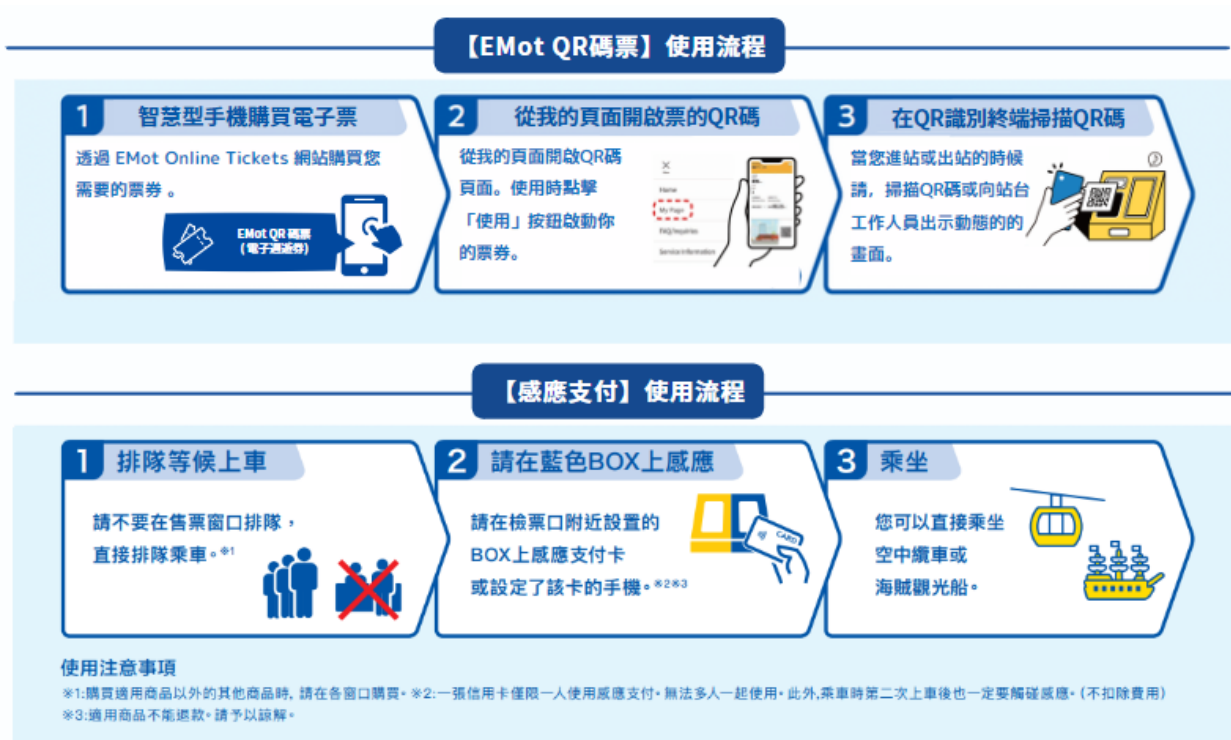 【EMot QR碼票】使用流程
1 智慧型手機購買電子票
透過 EMot Online Tickets 網站購買您
需要的票券 。
EMot QR 碼票
(電子週遊券)
2 從我的頁面開啟票的QR碼
從我的頁面開啟QR碼
頁面。使用時點擊
「使用」按鈕啟動你
的票券。
Home
My Page
FAQ/Inquiries
Service Information
3 在QR識別終端掃描QR碼
當您進站或出站的時候
請，掃描QR碼或向站台
工作人員出示動態的的
畫面。
【感應支付】使用流程
1 排隊等候上車
請不要在售票窗口排隊，
直接排隊乘車。※1
2 請在藍色BOX上感應
請在檢票口附近設置的
BOX上感應支付卡
或設定了該卡的手機。※2※3
CARD
3 乘坐
您可以直接乘坐
空中纜車或
海賊觀光船。
使用注意事項
※1:購買適用商品以外的其他商品時, 請在各窗口購買。※2:一張信用卡僅限一人使用感應支付。無法多人一起使用。此外,乘車時第二次上車後也一定要觸碰感應。(不扣除費用)
※3:適用商品不能退款。請予以諒解。